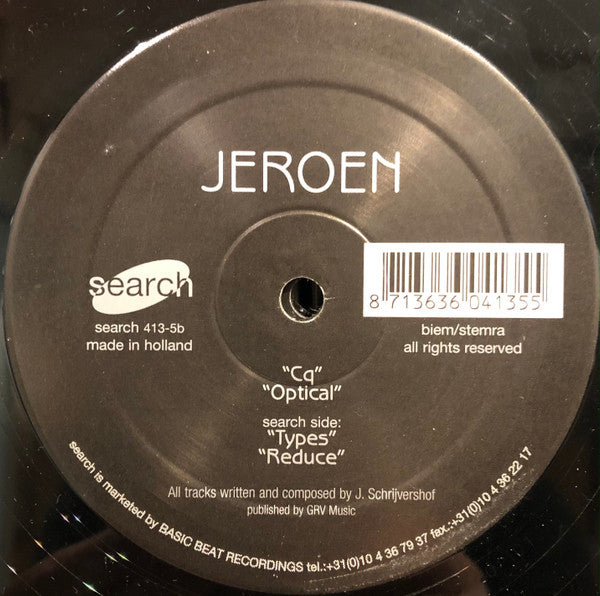 JEROEN
search
search 413-5b
made in holland
8 713636 041355
biem/stemra
all rights reserved
"Cq"
"Optical"
search side:
"Types"
"Reduce"
All tracks written and composed by J. Schrijvershof
published by GRV Music
search is marketed by BASIC BEAT RECORDINGS tel.:+31(0)10 4 36 79 37 fax.:+31(0)10 4 36 22 17